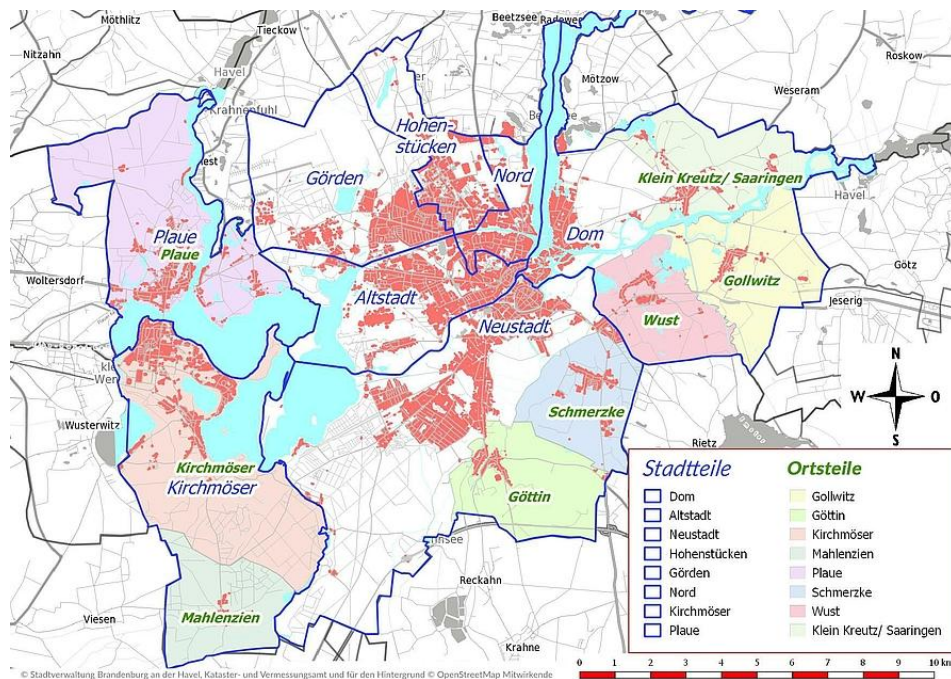 Möthlitz
Tieckow
Beetzsee
Radewege
Nitzahn
Havel
Krahnenfuhl
Mötzow
Roskow
Weseram
Hohen-
stücken
Görden
Nord
Klein Kreutz/ Saaringen
Havel
Plaue
Plaue
Dom
Götz
Woltersdorf
Altstadt
Gollwitz
Jeserig
Neustadt
Wust
N
W
O
S
Wusterwitz
Schmerzke
Rietz
Kirchmöser
Kirchmöser
Göttin
Reckahn
Viesen
Mahlenzien
Krahne
Stadtteile
Dom
Altstadt
Neustadt
Hohenstücken
Görden
Nord
Kirchmöser
Plaue
Ortsteile
Gollwitz
Göttin
Kirchmöser
Mahlenzien
Plaue
Schmerzke
Wust
Klein Kreutz/ Saaringen
© Stadtverwaltung Brandenburg an der Havel, Kataster- und Vermessungsamt und für den Hintergrund © OpenStreetMap Mitwirkende
0 1 2 3 4 5 6 7 8 9 10 km